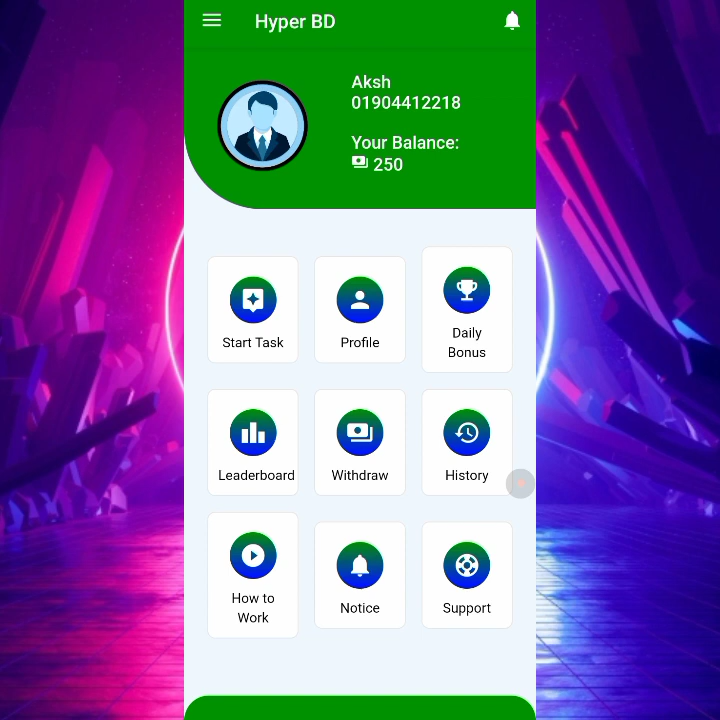 Hyper BD
Aksh
01904412218
Your Balance:
250
Start Task
Profile
Daily
Bonus
Leaderboard
Withdraw
History
How to
Work
Notice
Support